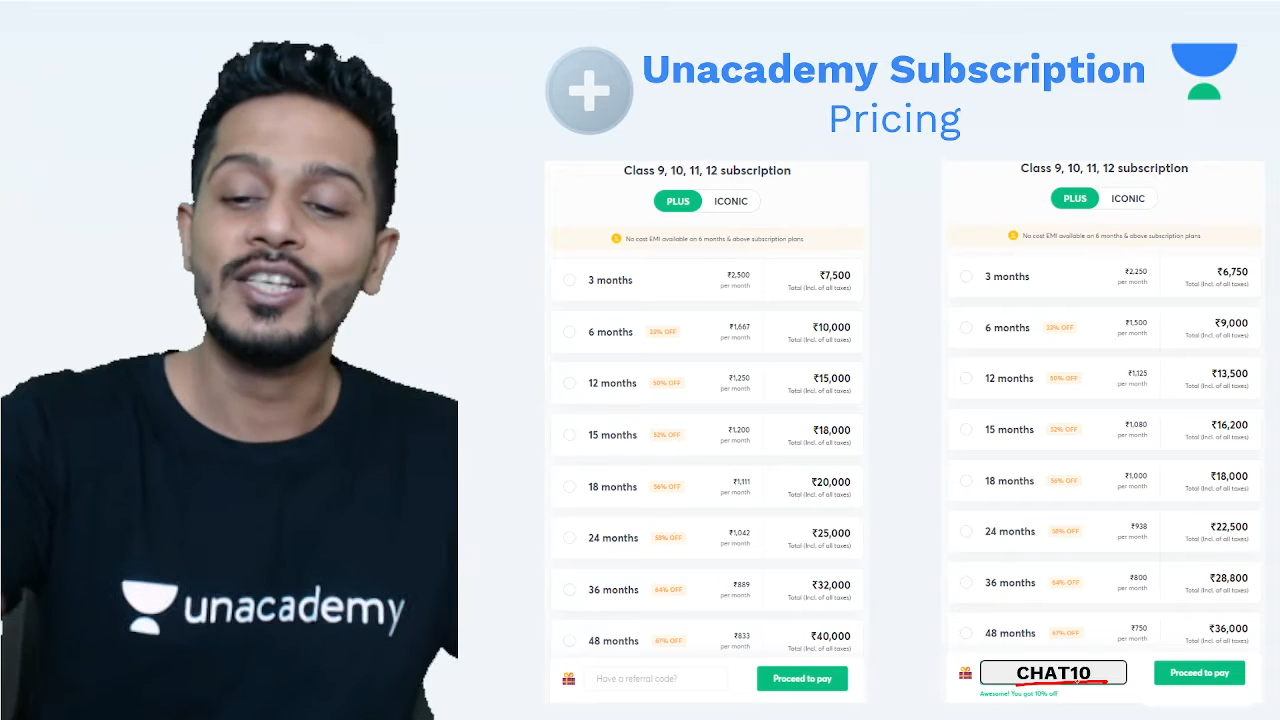 Unacademy Subscription
Pricing
unacademy
Class 9, 10, 11, 12 subscription
PLUS ICONIC
No cost EMI available on 6 months & above subscription plans
3 months ₹2,500 per month ₹7,500 Total (Incl. of all taxes)
6 months 33% OFF ₹1,667 per month ₹10,000 Total (Incl. of all taxes)
12 months 50% OFF ₹1,250 per month ₹15,000 Total (Incl. of all taxes)
15 months 52% OFF ₹1,200 per month ₹18,000 Total (Incl. of all taxes)
18 months 56% OFF ₹1,111 per month ₹20,000 Total (Incl. of all taxes)
24 months 58% OFF ₹1,042 per month ₹25,000 Total (Incl. of all taxes)
36 months 64% OFF ₹889 per month ₹32,000 Total (Incl. of all taxes)
48 months 67% OFF ₹833 per month ₹40,000 Total (Incl. of all taxes)
Have a referral code? Proceed to pay
Class 9, 10, 11, 12 subscription
PLUS ICONIC
No cost EMI available on 6 months & above subscription plans
3 months ₹2,250 per month ₹6,750 Total (Incl. of all taxes)
6 months 33% OFF ₹1,500 per month ₹9,000 Total (Incl. of all taxes)
12 months 50% OFF ₹1,125 per month ₹13,500 Total (Incl. of all taxes)
15 months 52% OFF ₹1,080 per month ₹16,200 Total (Incl. of all taxes)
18 months 56% OFF ₹1,000 per month ₹18,000 Total (Incl. of all taxes)
24 months 58% OFF ₹938 per month ₹22,500 Total (Incl. of all taxes)
36 months 64% OFF ₹800 per month ₹28,800 Total (Incl. of all taxes)
48 months 67% OFF ₹750 per month ₹36,000 Total (Incl. of all taxes)
CHAT10 Proceed to pay
Awesome! You got 10% off